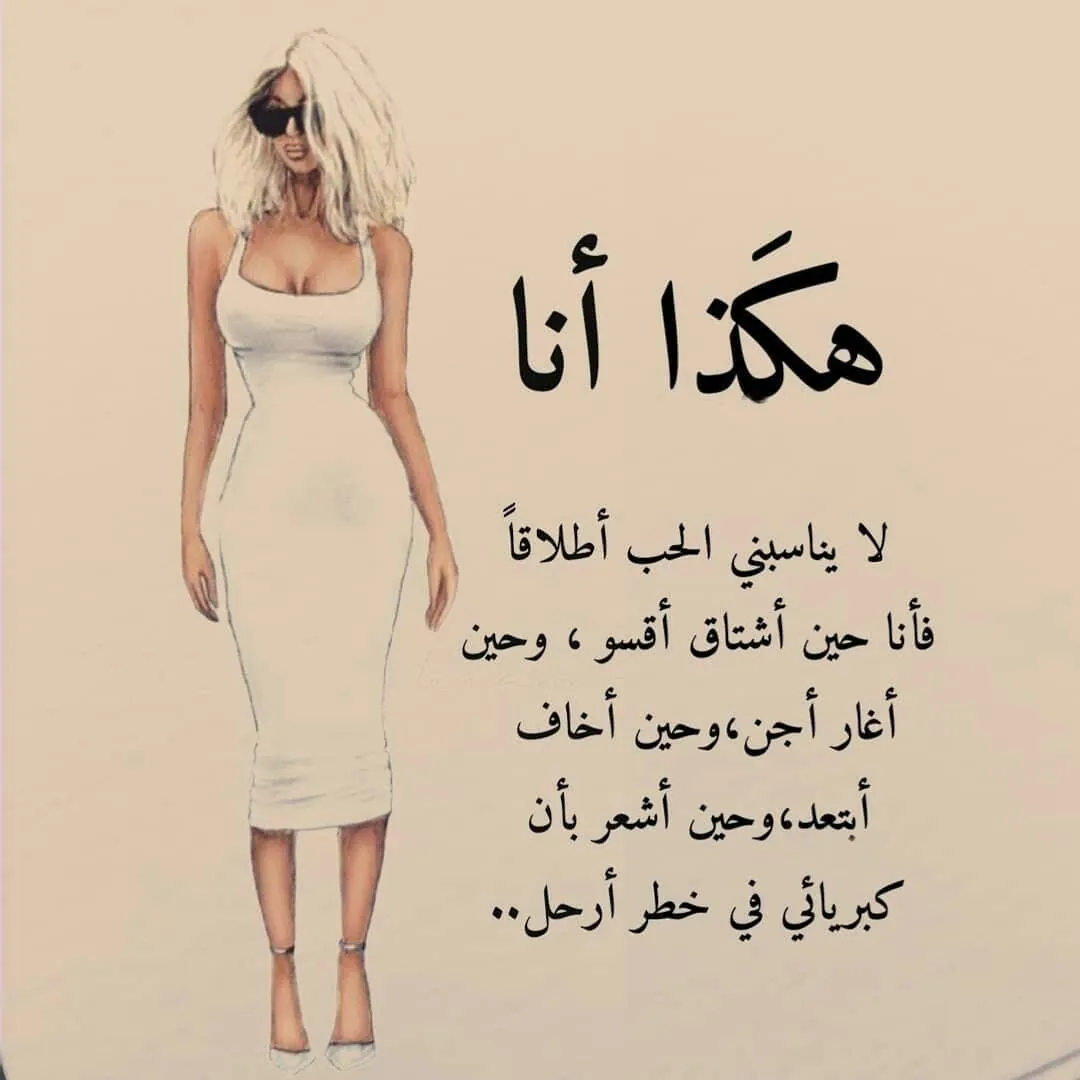 هكَذا أنا
لا يناسبني الحب أطلاقاً
فأنا حين أشتاق أقسو ، وحين
أغار أجن،وحين أخاف
أبتعد،وحين أشعر بأن
كبريائي في خطر أرحل..